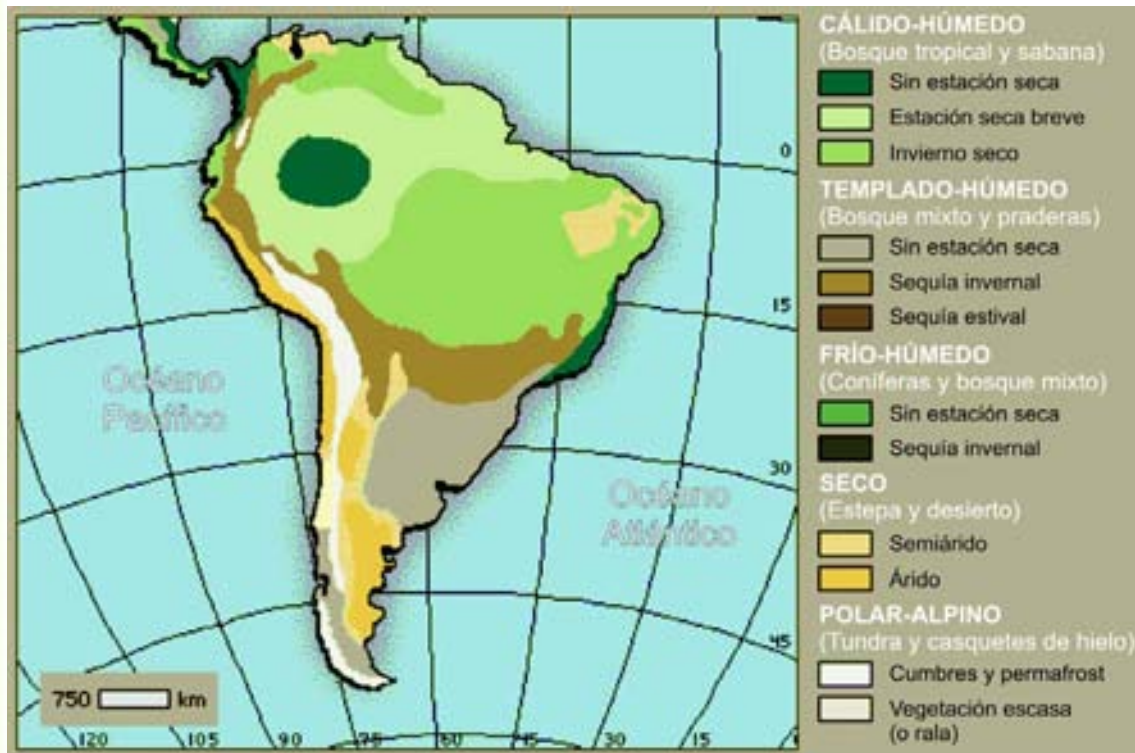 CÁLIDO-HÚMEDO
(Bosque tropical y sabana)
Sin estación seca
Estación seca breve
Invierno seco
TEMPLADO-HÚMEDO
(Bosque mixto y praderas)
Sin estación seca
Sequía invernal
Sequía estival
FRÍO-HÚMEDO
(Coníferas y bosque mixto)
Sin estación seca
Sequía invernal
SECO
(Estepa y desierto)
Semiárido
Árido
POLAR-ALPINO
(Tundra y casquetes de hielo)
Cumbres y permafrost
Vegetación escasa
(o rala)
0
15
Océano
Pacífico
30
Océano
Atlántico
45
750 km
120 105 90 75 60 45 30 15